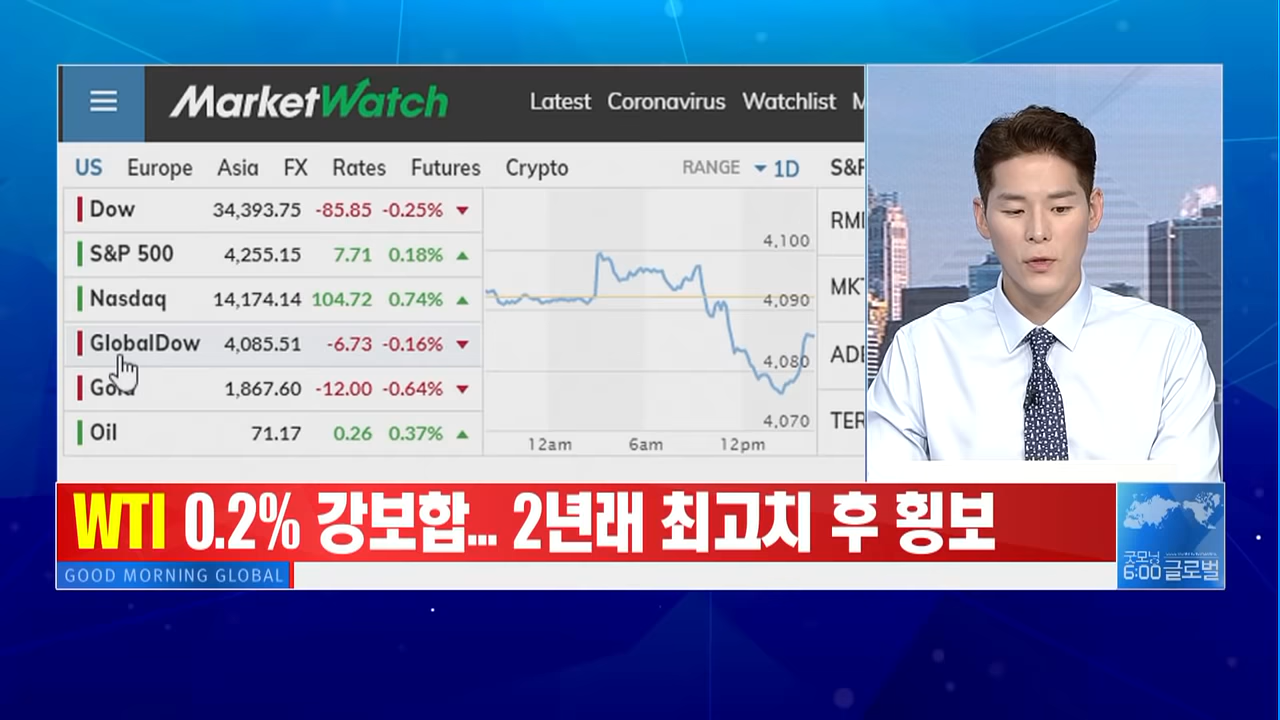 MarketWatch
Latest Coronavirus Watchlist M
US Europe Asia FX Rates Futures Crypto RANGE 1D S&P
Dow 34,393.75 -85.85 -0.25%
S&P 500 4,255.15 7.71 0.18%
Nasdaq 14,174.14 104.72 0.74%
GlobalDow 4,085.51 -6.73 -0.16%
Gold 1,867.60 -12.00 -0.64%
Oil 71.17 0.26 0.37%
4,100
4,090
4,080
4,070
12am 6am 12pm
RM
MK
ADB
TER
WTI 0.2% 강보합... 2년래 최고치 후 횡보
GOOD MORNING GLOBAL
굿모닝
6:00 글로벌